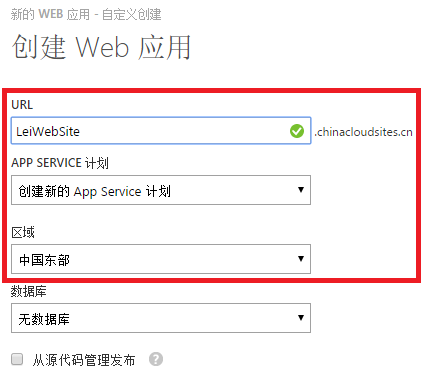 新的 WEB 应用 - 自定义创建
创建 Web 应用
URL
LeiWebSite .chinacloudsites.cn
APP SERVICE 计划
创建新的 App Service 计划
区域
中国东部
数据库
无数据库
从源代码管理发布 ?